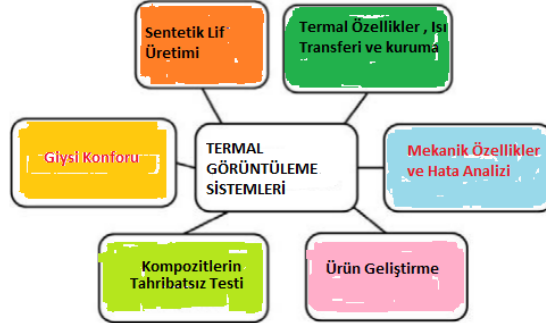 Sentetik Lif
Üretimi
Termal Özellikler , Isı
Transferi ve kuruma
Giysi Konforu
TERMAL
GÖRÜNTÜLEME
SİSTEMLERİ
Mekanik Özellikler
ve Hata Analizi
Kompozitlerin
Tahribatsız Testi
Ürün Geliştirme